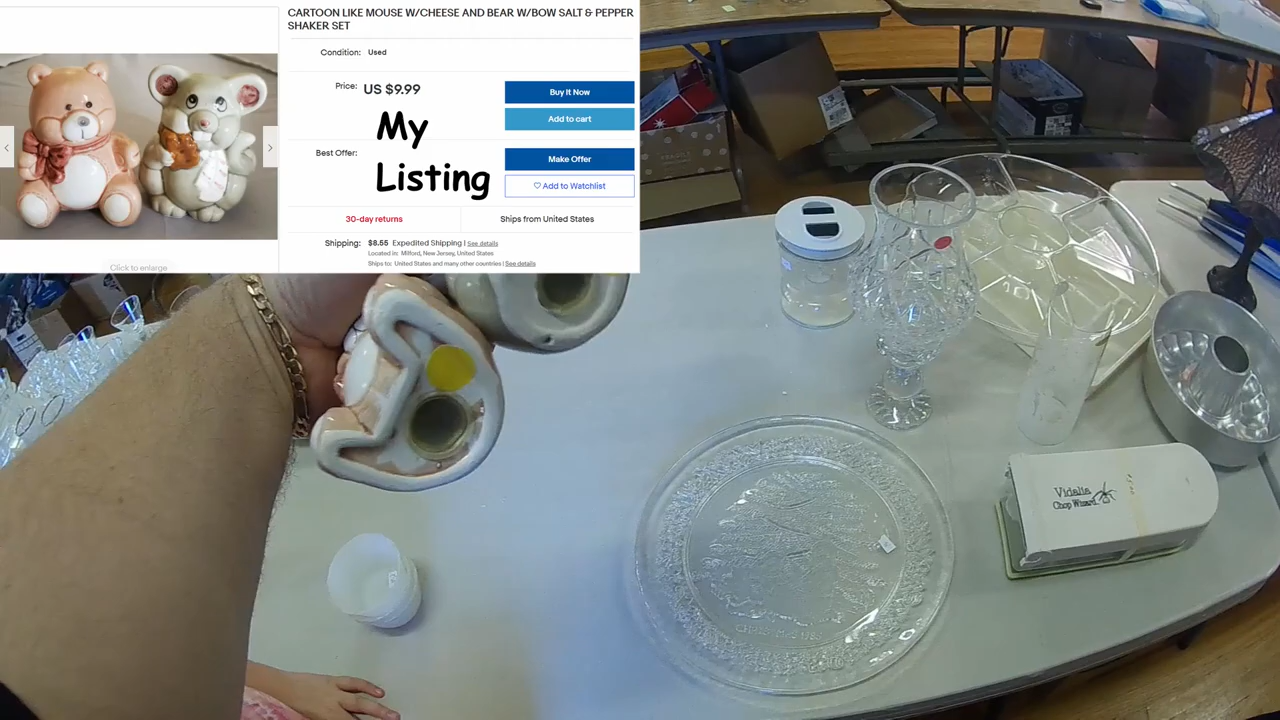 CARTOON LIKE MOUSE W/CHEESE AND BEAR W/BOW SALT & PEPPER
SHAKER SET
Condition: Used
Price: US $9.99
Buy It Now
Add to cart
My
Listing
Best Offer:
Make Offer
♡ Add to Watchlist
30-day returns
Ships from United States
Shipping: $8.55 Expedited Shipping | See details
Located in: Milford, New Jersey, United States
Ships to: United States and many other countries | See details
Click to enlarge
Vidalia
Chop Wizard